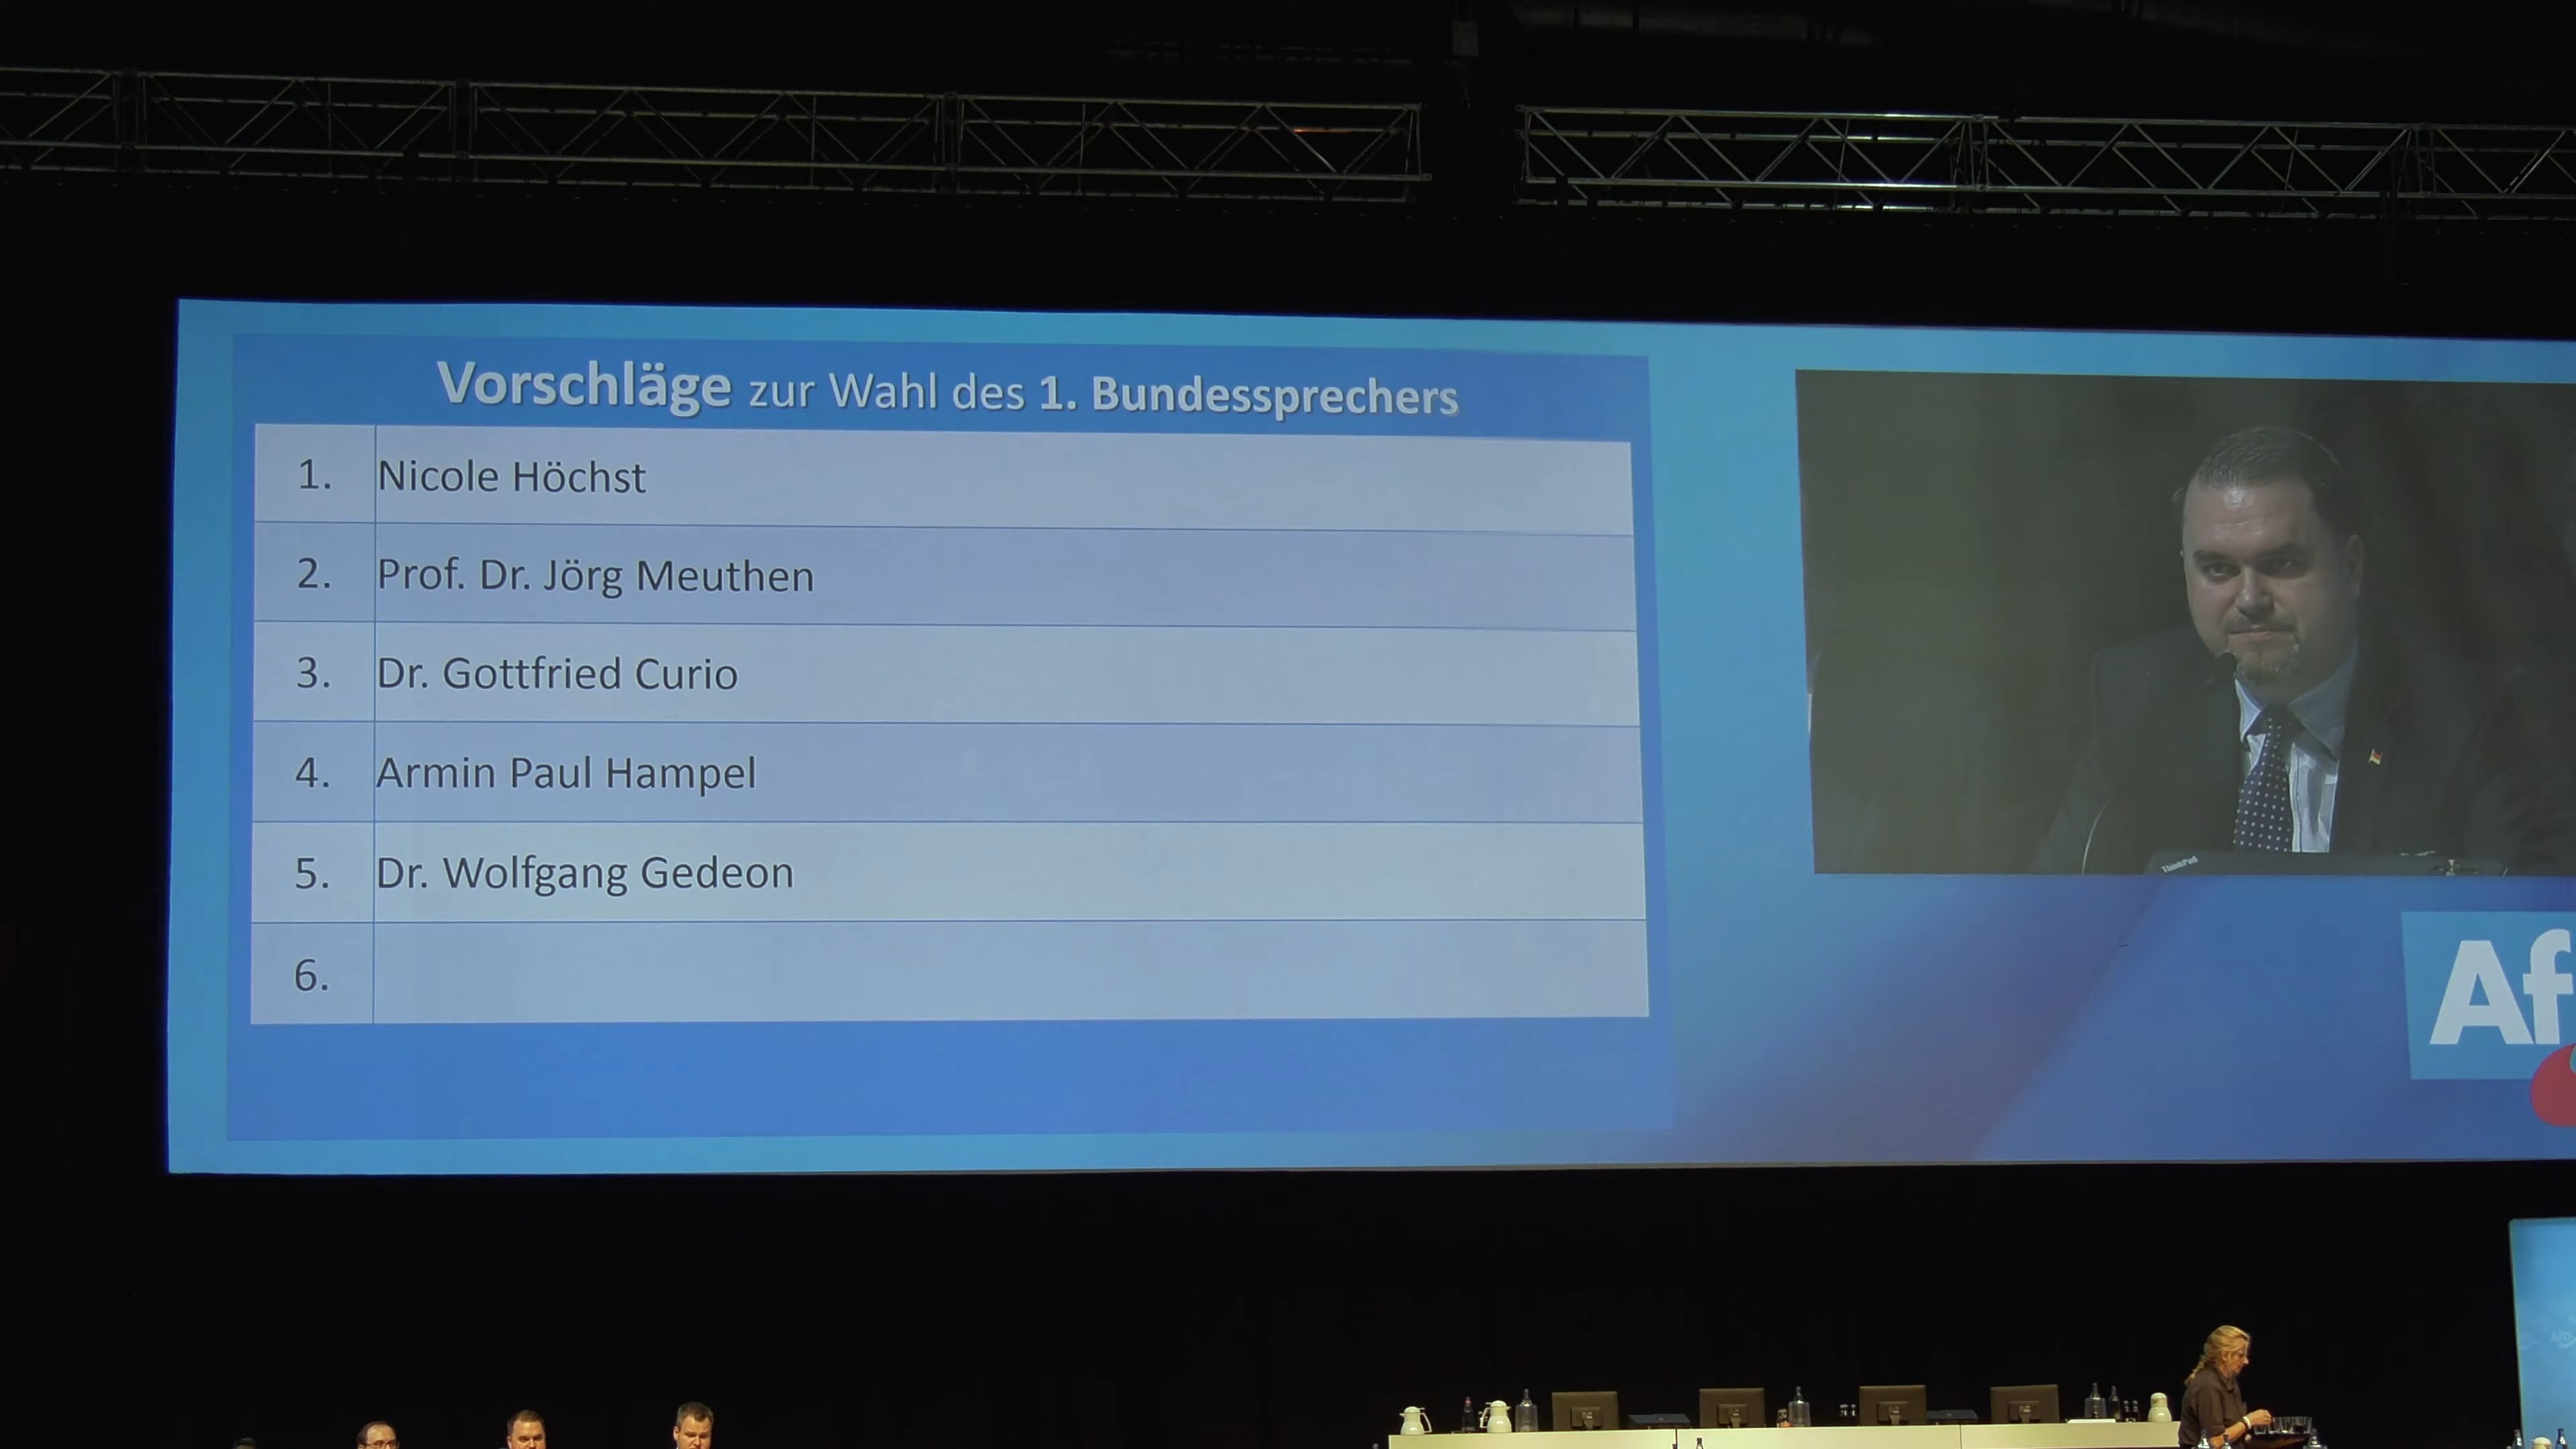 Vorschläge zur Wahl des 1. Bundessprechers
1. Nicole Höchst
2. Prof. Dr. Jörg Meuthen
3. Dr. Gottfried Curio
4. Armin Paul Hampel
5. Dr. Wolfgang Gedeon
6.
ThinkPad
Af